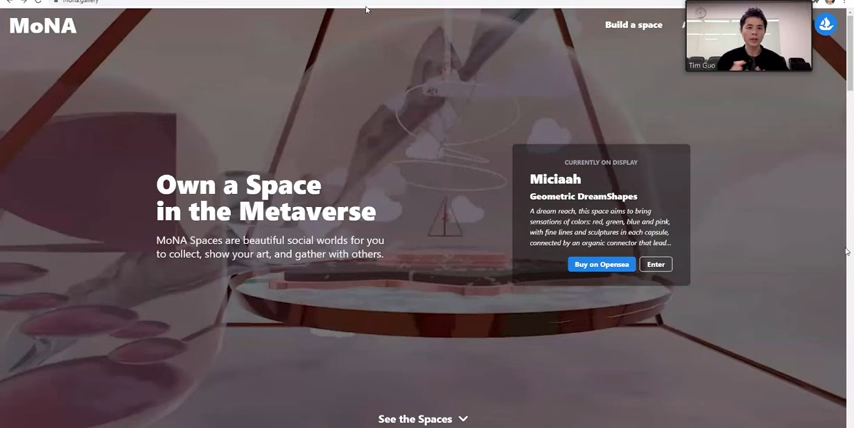 mona.gallery
MoNA
Build a space
Tim Guo
Own a Space
in the Metaverse
MoNA Spaces are beautiful social worlds for you
to collect, show your art, and gather with others.
CURRENTLY ON DISPLAY
Miciaah
Geometric DreamShapes
A dream reach, this space aims to bring
sensations of colors: red, green, blue and pink,
with fine lines and sculptures in each capsule,
connected by an organic connector that lead...
Buy on Opensea
Enter
See the Spaces